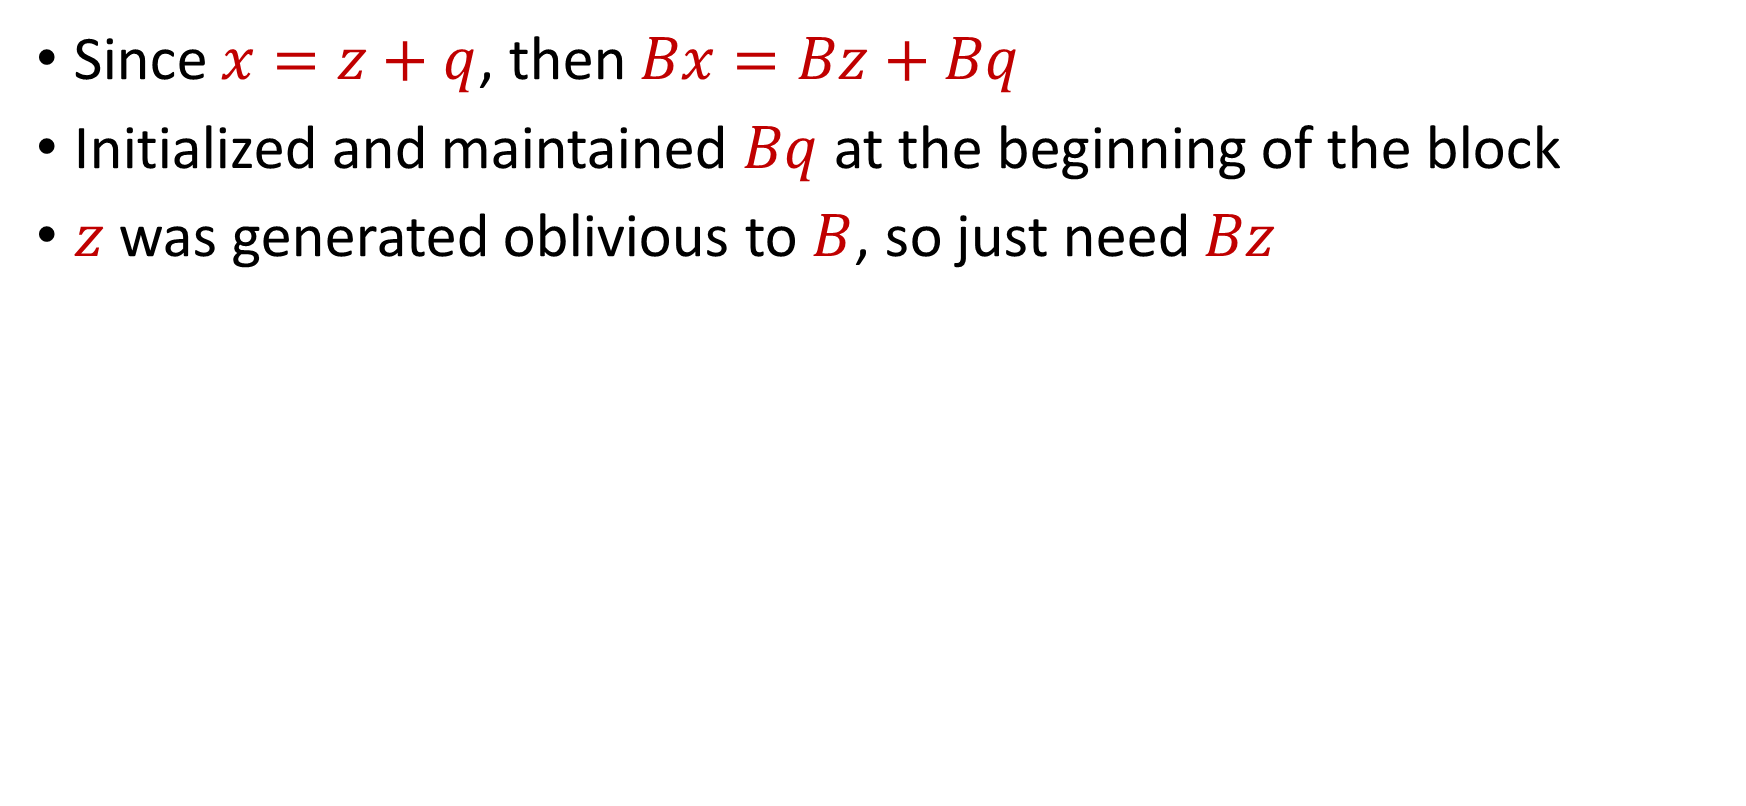 • Since x = z + q, then Bx = Bz + Bq
• Initialized and maintained Bq at the beginning of the block
• z was generated oblivious to B, so just need Bz